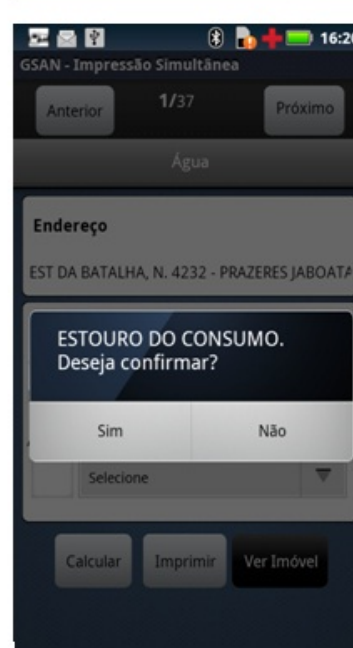 16:20
GSAN - Impressão Simultânea
Anterior
1/37
Próximo
Água
Endereço
EST DA BATALHA, N. 4232 - PRAZERES JABOATA
ESTOURO DO CONSUMO.
Deseja confirmar?
Sim
Não
Selecione
Calcular
Imprimir
Ver Imóvel